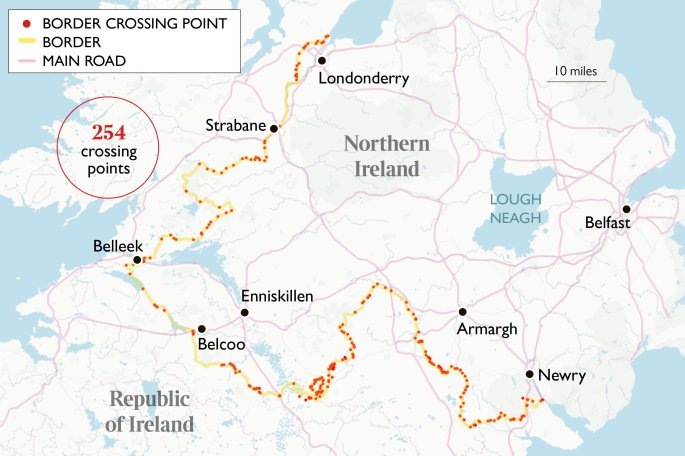 BORDER CROSSING POINT
BORDER
MAIN ROAD
10 miles
Londonderry
Strabane
254
crossing
points
Northern
Ireland
LOUGH
NEAGH
Belfast
Belleek
Enniskillen
Armargh
Belcoo
Newry
Republic
of Ireland